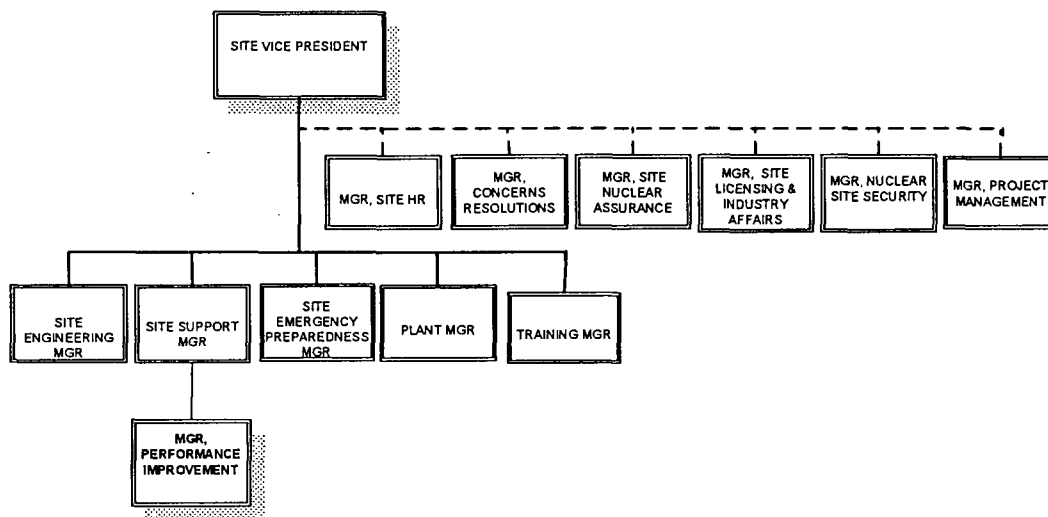 SITE VICE PRESIDENT
MGR, SITE HR
MGR,
CONCERNS
RESOLUTIONS
MGR, SITE
NUCLEAR
ASSURANCE
MGR, SITE
LICENSING &
INDUSTRY
AFFAIRS
MGR, NUCLEAR
SITE SECURITY
MGR, PROJECT
MANAGEMENT
SITE
ENGINEERING
MGR
SITE SUPPORT
MGR
SITE
EMERGENCY
PREPAREDNESS
MGR
PLANT MGR
TRAINING MGR
MGR,
PERFORMANCE
IMPROVEMENT